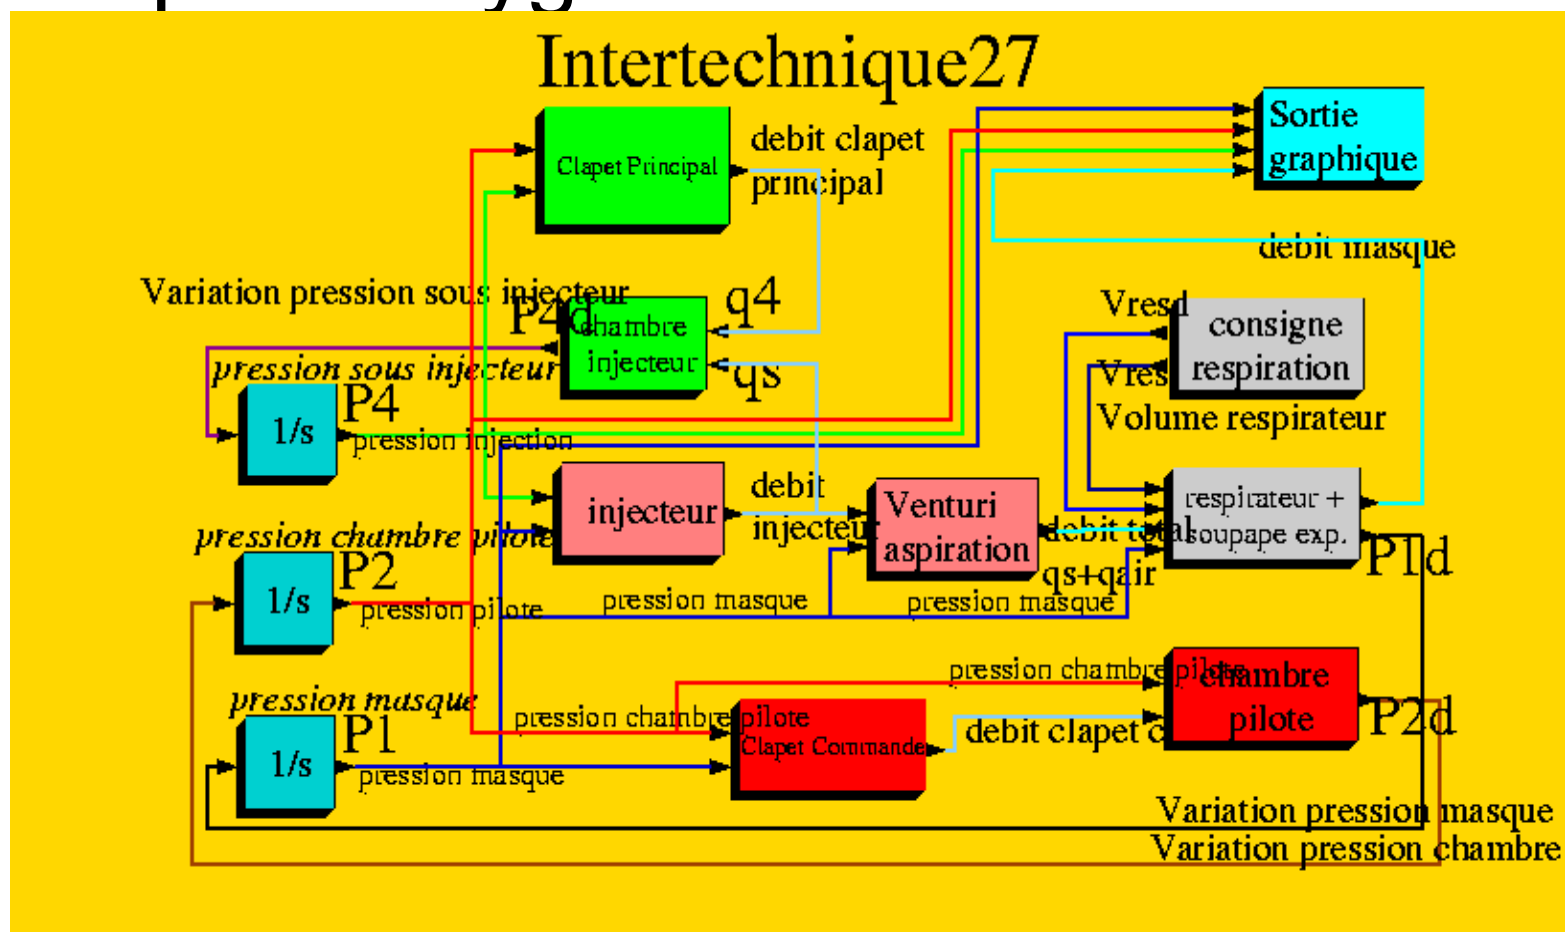 Intertechnique27
Sortie
graphique
debit clapet
principal
Clapet Principal
debit masque
Variation pression sous injecteur
P4d
q4
chambre
injecteur
qs
Vresd
consigne
respiration
Vres
Volume respirateur
pression sous injecteur
P4
1/s
pression injection
debit
injecteur
injecteur
Venturi
aspiration
debit total
qs+qair
respirateur +
soupape exp.
P1d
pression chambre pilote
P2
1/s
pression pilote
pression masque
pression masque
pression chambre pilote
chambre
pilote
P2d
pression masque
P1
1/s
pression masque
pression chambre pilote
Clapet Commande
debit clapet c
Variation pression masque
Variation pression chambre